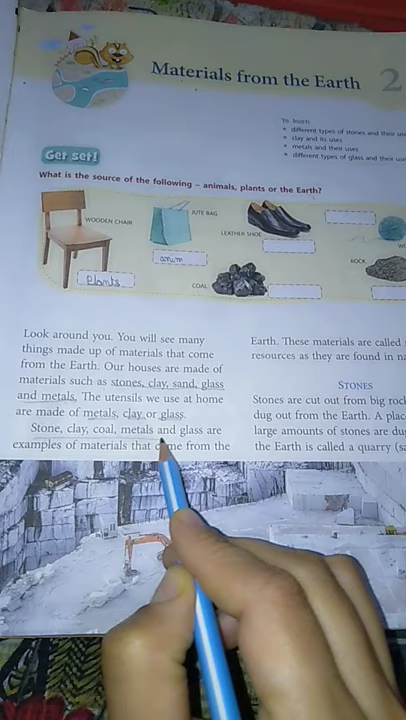 Materials from the Earth 2
To learn
• different types of stones and their
• clay and its uses
• metals and their uses
• different types of glass and their
Get set!
What is the source of the following – animals, plants or the Earth?
WOODEN CHAIR
JUTE BAG
LEATHER SHOE
Plants
anim
COAL
ROCK
Look around you. You will see many
things made up of materials that come
from the Earth. Our houses are made of
materials such as stones, clay, sand, glass
and metals. The utensils we use at home
are made of metals, clay or glass.
Stone, clay, coal, metals and glass are
examples of materials that come from the
Earth. These materials are called
resources as they are found in
STONES
Stones are cut out from big
dug out from the Earth. A
large amounts of stones are
the Earth is called a quarry